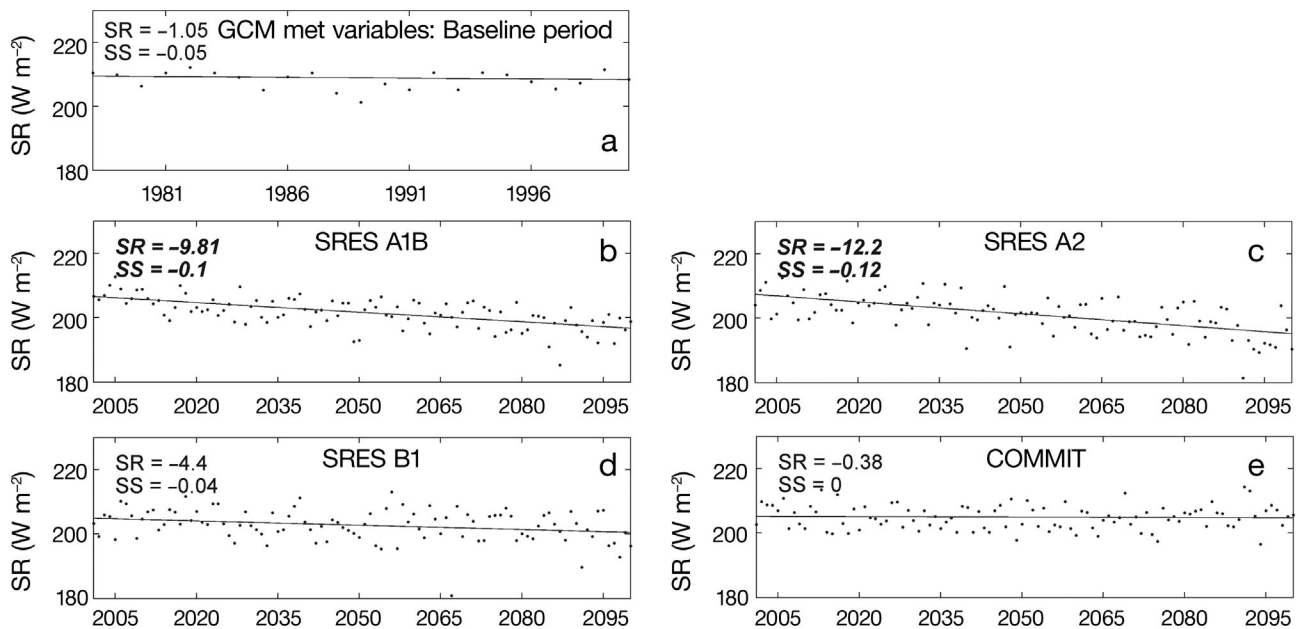 GCM met variables: Baseline period
SR = –1.05
SS = –0.05
SR (W m–2)
220
200
180
a
1981 1986 1991 1996
SRES A1B
SR = –9.81
SS = –0.1
SR (W m–2)
220
200
180
b
2005 2020 2035 2050 2065 2080 2095
SRES A2
SR = –12.2
SS = –0.12
SR (W m–2)
220
200
180
c
2005 2020 2035 2050 2065 2080 2095
SRES B1
SR = –4.4
SS = –0.04
SR (W m–2)
220
200
180
d
2005 2020 2035 2050 2065 2080 2095
COMMIT
SR = –0.38
SS = 0
SR (W m–2)
220
200
180
e
2005 2020 2035 2050 2065 2080 2095